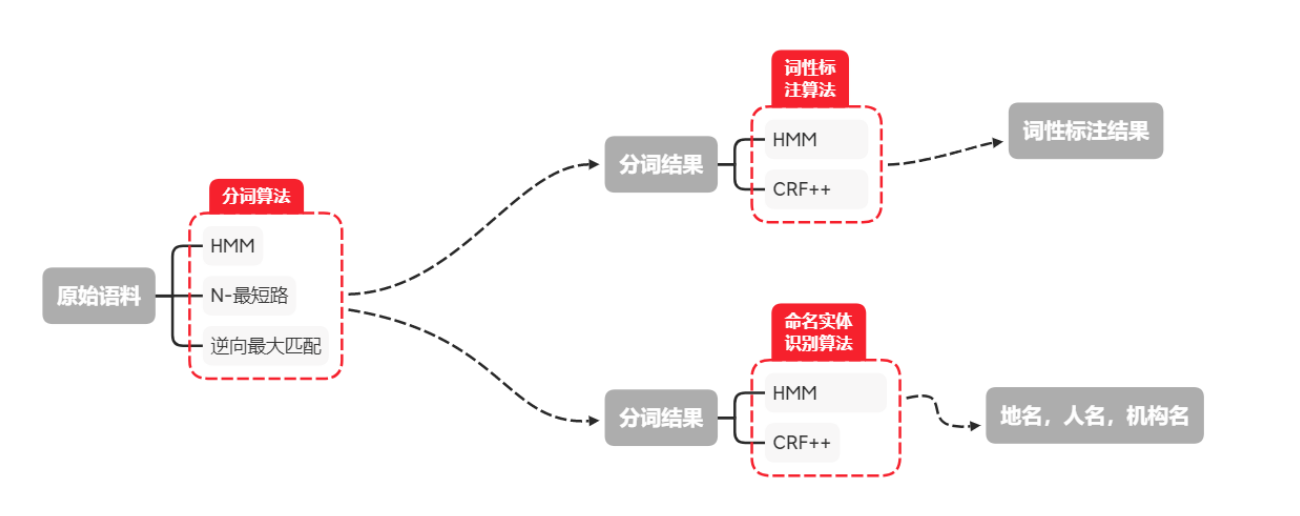 原始语料
分词算法
HMM
N-最短路
逆向最大匹配
分词结果
词性标
注算法
HMM
CRF++
词性标注结果
分词结果
命名实体
识别算法
HMM
CRF++
地名，人名，机构名